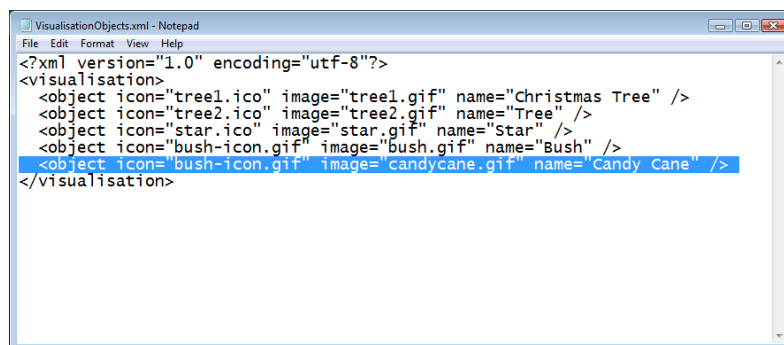 VisualisationObjects.xml - Notepad
File Edit Format View Help
<?xml version="1.0" encoding="utf-8"?>
<visualisation>
<object icon="tree1.ico" image="tree1.gif" name="Christmas Tree" />
<object icon="tree2.ico" image="tree2.gif" name="Tree" />
<object icon="star.ico" image="star.gif" name="Star" />
<object icon="bush-icon.gif" image="bush.gif" name="Bush" />
<object icon="bush-icon.gif" image="candycane.gif" name="Candy Cane" />
</visualisation>